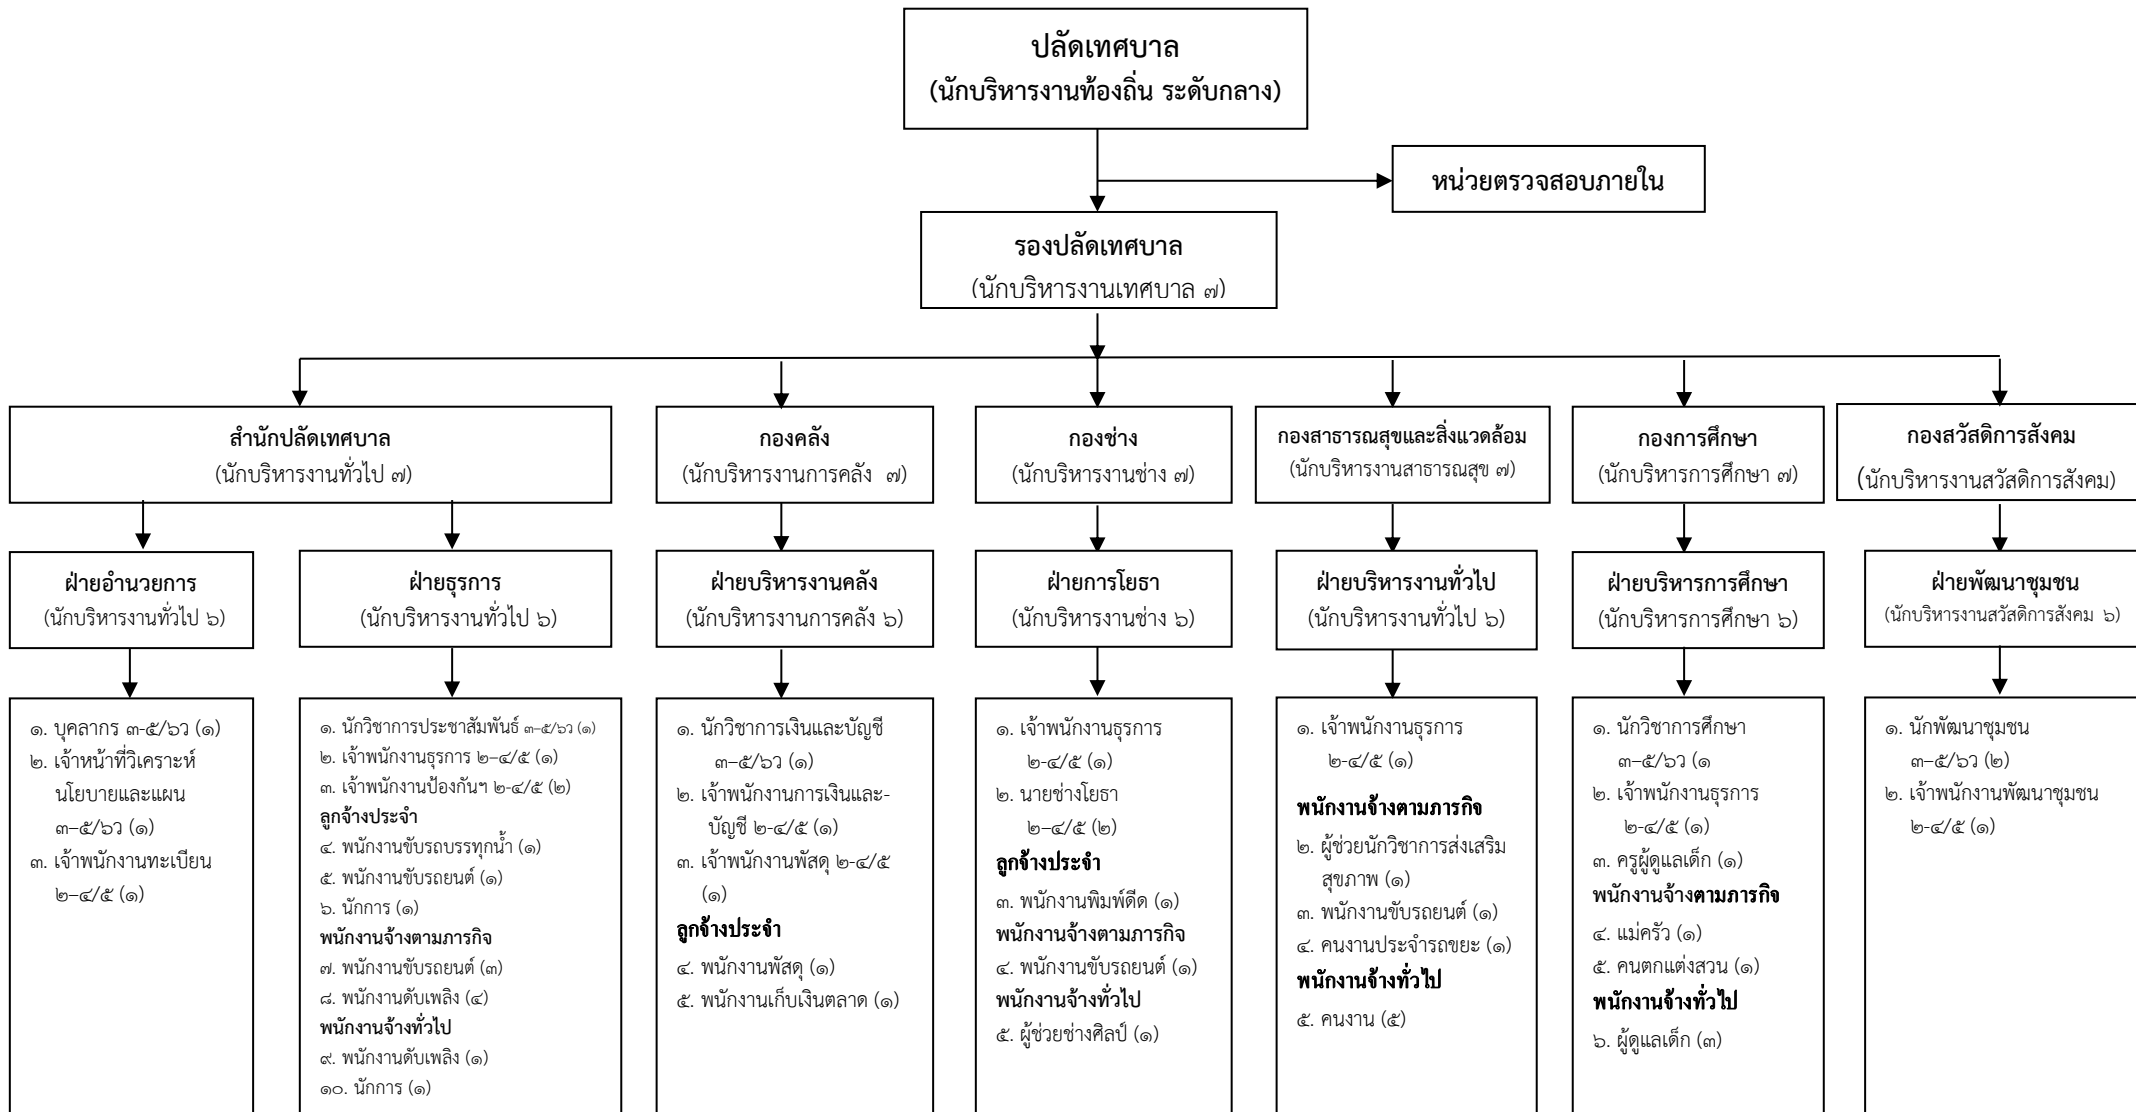 ปลัดเทศบาล
(นักบริหารงานท้องถิ่น ระดับกลาง)
หน่วยตรวจสอบภายใน
รองปลัดเทศบาล
(นักบริหารงานเทศบาล ๗)
สำนักปลัดเทศบาล
(นักบริหารงานทั่วไป ๗)
กองคลัง
(นักบริหารงานการคลัง ๗)
กองช่าง
(นักบริหารงานช่าง ๗)
กองสาธารณสุขและสิ่งแวดล้อม
(นักบริหารงานสาธารณสุข ๗)
กองการศึกษา
(นักบริหารการศึกษา ๗)
กองสวัสดิการสังคม
(นักบริหารงานสวัสดิการสังคม)
ฝ่ายอำนวยการ
(นักบริหารงานทั่วไป ๖)
ฝ่ายธุรการ
(นักบริหารงานทั่วไป ๖)
ฝ่ายบริหารงานคลัง
(นักบริหารงานการคลัง ๖)
ฝ่ายการโยธา
(นักบริหารงานช่าง ๖)
ฝ่ายบริหารงานทั่วไป
(นักบริหารงานทั่วไป ๖)
ฝ่ายบริหารการศึกษา
(นักบริหารการศึกษา ๖)
ฝ่ายพัฒนาชุมชน
(นักบริหารงานสวัสดิการสังคม ๖)
๑. บุคลากร ๓-๕/๖ว (๑)
๒. เจ้าหน้าที่วิเคราะห์
นโยบายและแผน
๓–๕/๖ว (๑)
๓. เจ้าพนักงานทะเบียน
๒–๔/๕ (๑)
๑. นักวิชาการประชาสัมพันธ์ ๓–๕/๖ว (๑)
๒. เจ้าพนักงานธุรการ ๒–๔/๕ (๑)
๓. เจ้าพนักงานป้องกันฯ ๒-๔/๕ (๒)
ลูกจ้างประจำ
๔. พนักงานขับรถบรรทุกน้ำ (๑)
๕. พนักงานขับรถยนต์ (๑)
๖. นักการ (๑)
พนักงานจ้างตามภารกิจ
๗. พนักงานขับรถยนต์ (๓)
๘. พนักงานดับเพลิง (๔)
พนักงานจ้างทั่วไป
๙. พนักงานดับเพลิง (๑)
๑๐. นักการ (๑)
๑. นักวิชาการเงินและบัญชี
๓–๕/๖ว (๑)
๒. เจ้าพนักงานการเงินและ-
บัญชี ๒-๔/๕ (๑)
๓. เจ้าพนักงานพัสดุ ๒-๔/๕
(๑)
ลูกจ้างประจำ
๔. พนักงานพัสดุ (๑)
๕. พนักงานเก็บเงินตลาด (๑)
๑. เจ้าพนักงานธุรการ
๒-๔/๕ (๑)
๒. นายช่างโยธา
๒–๔/๕ (๒)
ลูกจ้างประจำ
๓. พนักงานพิมพ์ดีด (๑)
พนักงานจ้างตามภารกิจ
๔. พนักงานขับรถยนต์ (๑)
พนักงานจ้างทั่วไป
๕. ผู้ช่วยช่างศิลป์ (๑)
๑. เจ้าพนักงานธุรการ
๒-๔/๕ (๑)
พนักงานจ้างตามภารกิจ
๒. ผู้ช่วยนักวิชาการส่งเสริม
สุขภาพ (๑)
๓. พนักงานขับรถยนต์ (๑)
๔. คนงานประจำรถขยะ (๑)
พนักงานจ้างทั่วไป
๕. คนงาน (๕)
๑. นักวิชาการศึกษา
๓–๕/๖ว (๑
๒. เจ้าพนักงานธุรการ
๒-๔/๕ (๑)
๓. ครูผู้ดูแลเด็ก (๑)
พนักงานจ้างตามภารกิจ
๔. แม่ครัว (๑)
๕. คนตกแต่งสวน (๑)
พนักงานจ้างทั่วไป
๖. ผู้ดูแลเด็ก (๓)
๑. นักพัฒนาชุมชน
๓–๕/๖ว (๒)
๒. เจ้าพนักงานพัฒนาชุมชน
๒-๔/๕ (๑)